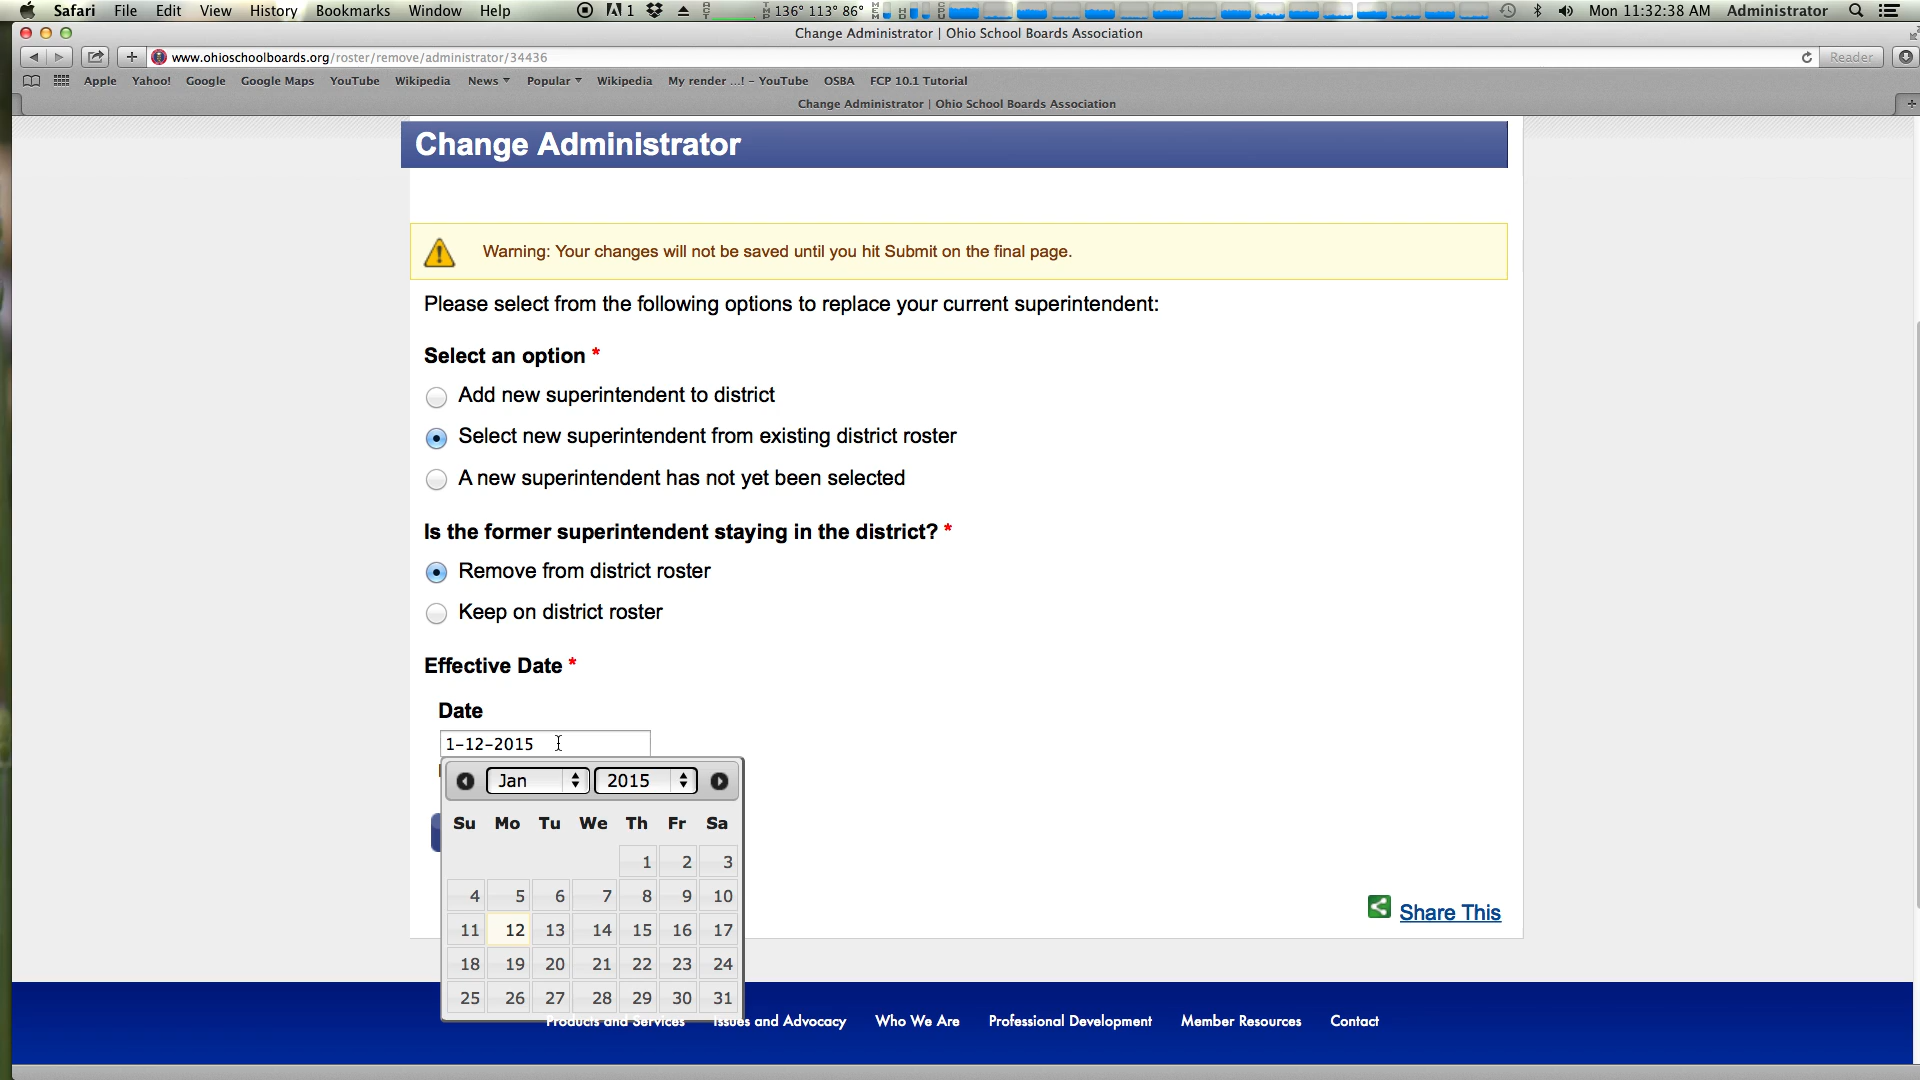 Safari File Edit View History Bookmarks Window Help 1 136° 113° 86° Mon 11:32:38 AM Administrator
Change Administrator | Ohio School Boards Association
www.ohioschoolboards.org/roster/remove/administrator/34436 Reader
Apple Yahoo! Google Google Maps YouTube Wikipedia News Popular Wikipedia My render ...! - YouTube OSBA FCP 10.1 Tutorial
Change Administrator | Ohio School Boards Association
Change Administrator
Warning: Your changes will not be saved until you hit Submit on the final page.
Please select from the following options to replace your current superintendent:
Select an option *
Add new superintendent to district
Select new superintendent from existing district roster
A new superintendent has not yet been selected
Is the former superintendent staying in the district? *
Remove from district roster
Keep on district roster
Effective Date *
Date
1-12-2015
Jan 2015
Su Mo Tu We Th Fr Sa
1 2 3
4 5 6 7 8 9 10
11 12 13 14 15 16 17
18 19 20 21 22 23 24
25 26 27 28 29 30 31
Share This
Products and Services Issues and Advocacy Who We Are Professional Development Member Resources Contact